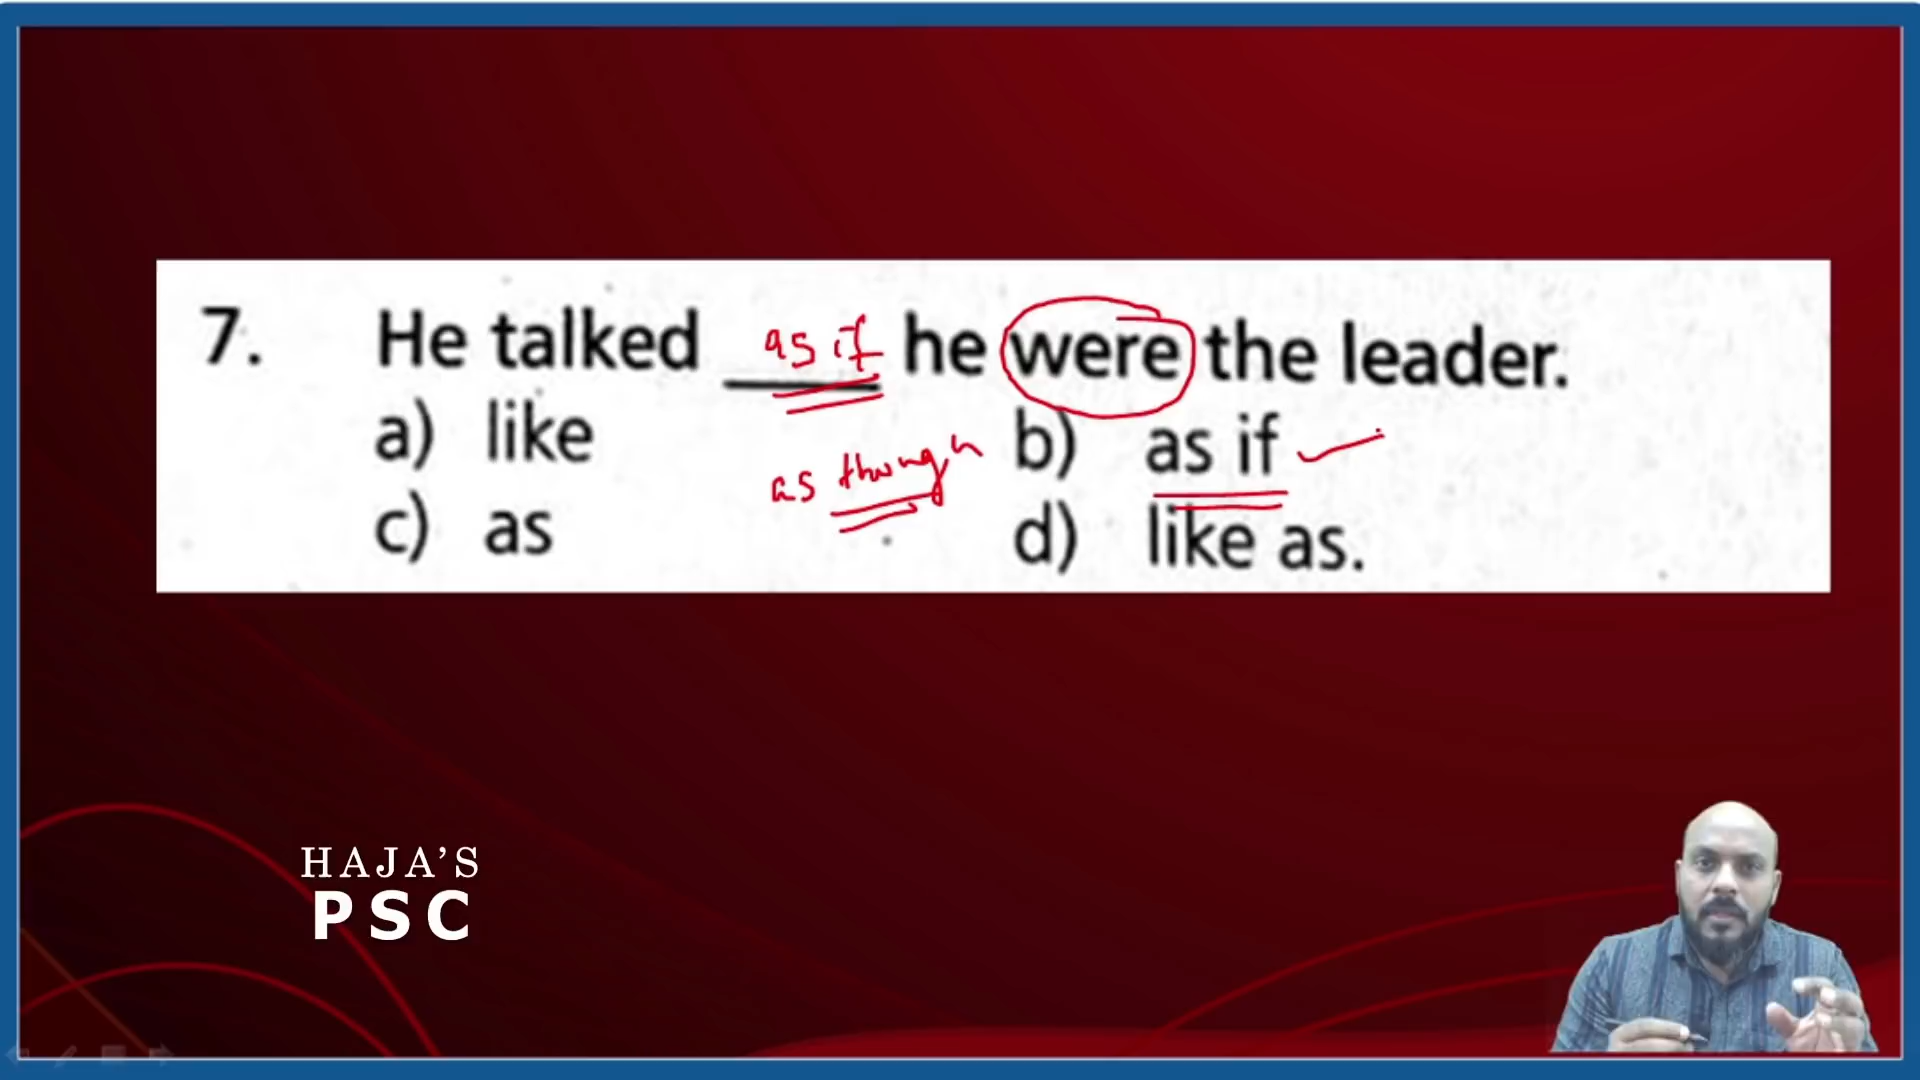 7. He talked as if he were the leader.
a) like b) as if
as though
c) as d) like as.
HAJA'S
PSC